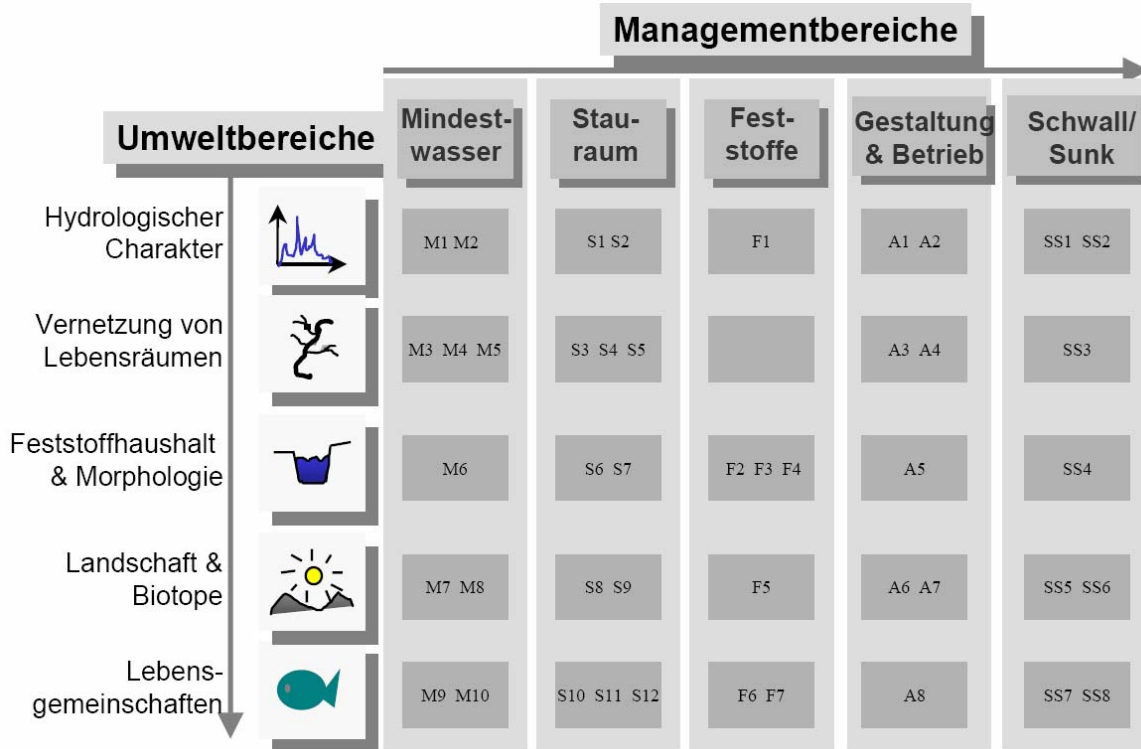 Managementbereiche
Umweltbereiche
Mindest-
wasser
Stau-
raum
Fest-
stoffe
Gestaltung
& Betrieb
Schwall/
Sunk
Hydrologischer
Charakter
M1 M2
S1 S2
F1
A1 A2
SS1 SS2
Vernetzung von
Lebensräumen
M3 M4 M5
S3 S4 S5
A3 A4
SS3
Feststoffhaushalt
& Morphologie
M6
S6 S7
F2 F3 F4
A5
SS4
Landschaft &
Biotope
M7 M8
S8 S9
F5
A6 A7
SS5 SS6
Lebens-
gemeinschaften
M9 M10
S10 S11 S12
F6 F7
A8
SS7 SS8